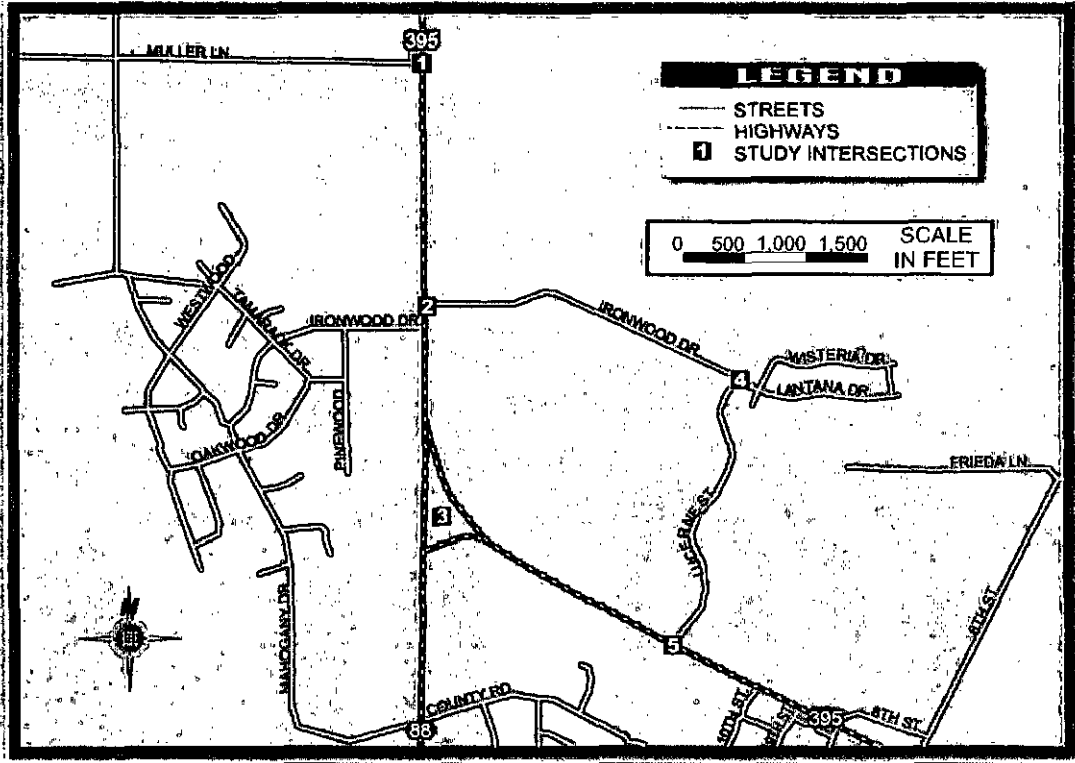 395
MULLER LN
1
LEGEND
STREETS
HIGHWAYS
1 STUDY INTERSECTIONS
0 500 1,000 1,500
SCALE
IN FEET
WESTWOOD
TAMARACK DR
IRONWOOD DR
2
IRONWOOD DR
WISTERIA DR
4
LANTANA DR
OAKWOOD DR
PINEWOOD
FRIEDA LN
3
LUCERNE ST
N
MAHOGANY DR
8TH ST
5
COUNTY RD
88
10TH ST
395
8TH ST